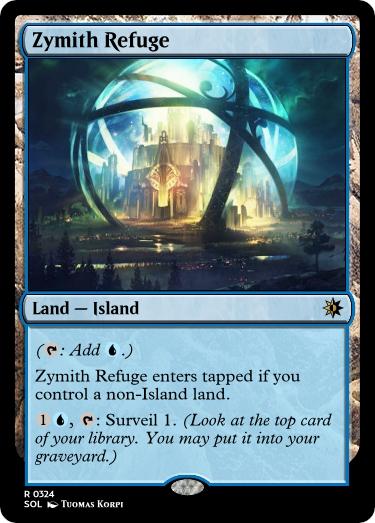 Zymith Refuge
Land — Island
(: Add .)
Zymith Refuge enters tapped if you
control a non-Island land.
1, : Surveil 1. (Look at the top card
of your library. You may put it into your
graveyard.)
R 0324
SOL Tuomas Korpi